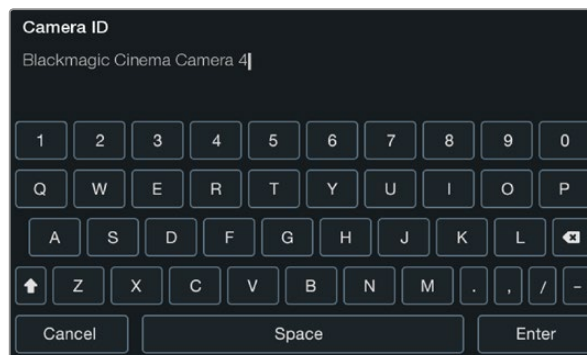 Camera ID
Blackmagic Cinema Camera 4
1 2 3 4 5 6 7 8 9 0
Q W E R T Y U I O P
A S D F G H J K L
Z X C V B N M . , / -
Cancel Space Enter